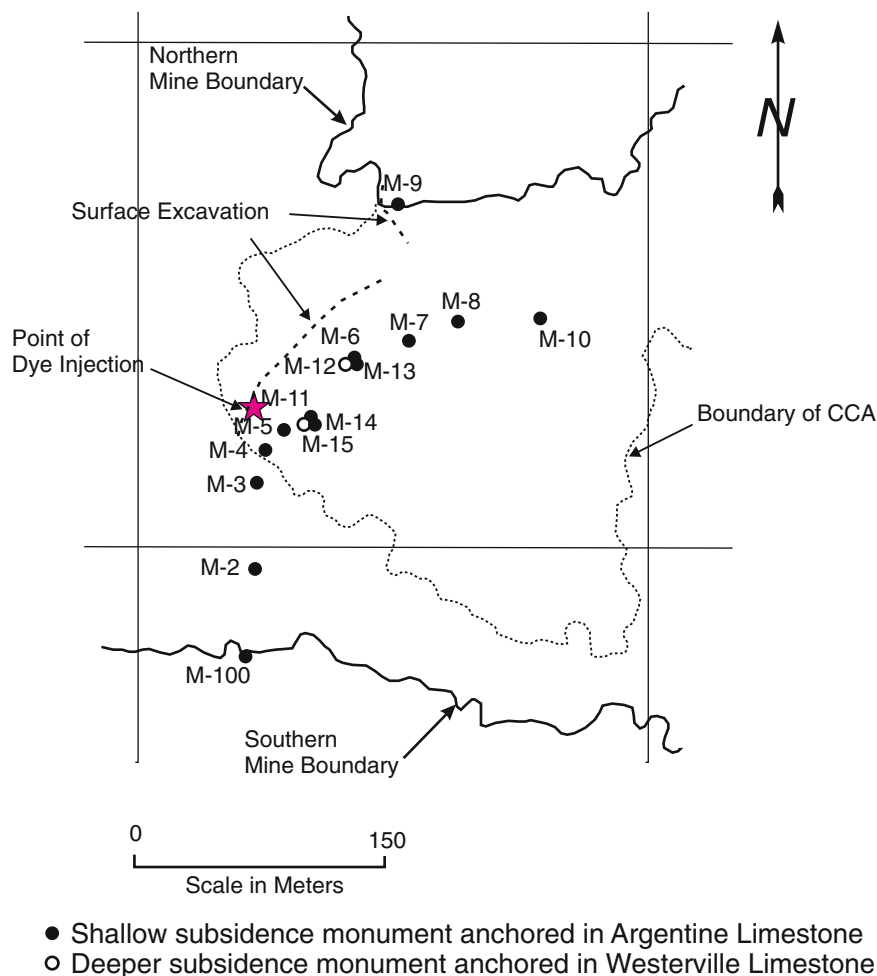 Northern
Mine Boundary
N
M-9
Surface Excavation
M-8
M-7
M-6
M-10
Point of
Dye Injection
M-12
M-13
M-11
Boundary of CCA
M-5
M-14
M-4
M-15
M-3
M-2
M-100
Southern
Mine Boundary
0
150
Scale in Meters
Shallow subsidence monument anchored in Argentine Limestone
Deeper subsidence monument anchored in Westerville Limestone